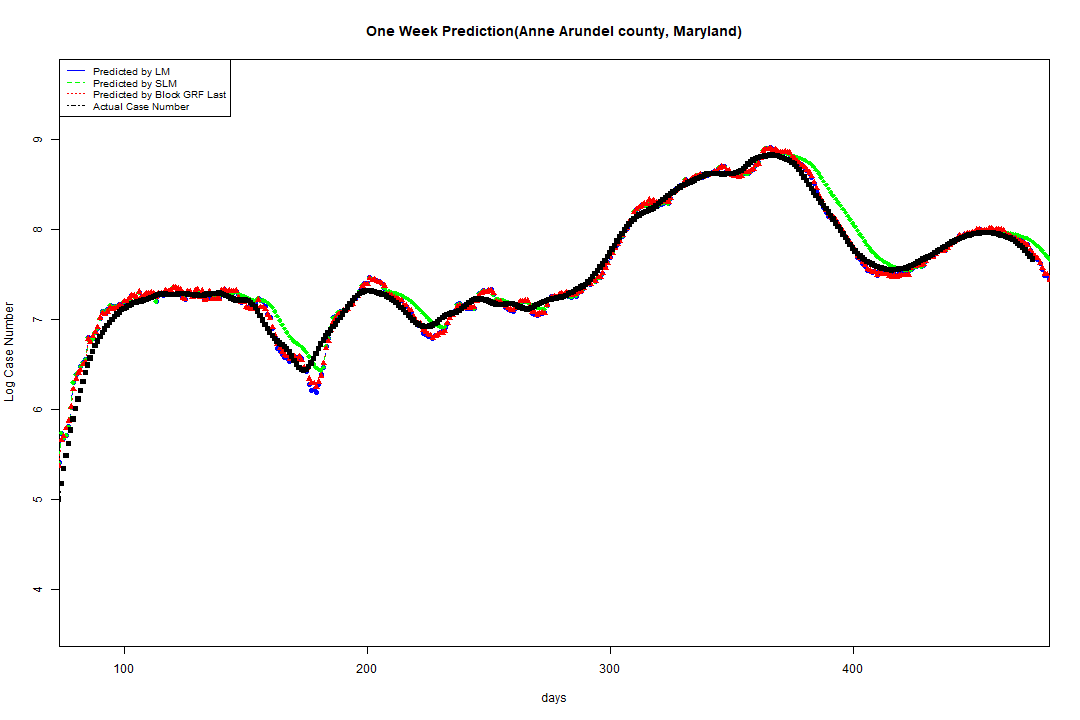 One Week Prediction(Anne Arundel county, Maryland)
Predicted by LM
Predicted by SLM
Predicted by Block GRF Last
Actual Case Number
9
8
7
6
5
4
Log Case Number
100 200 300 400
days